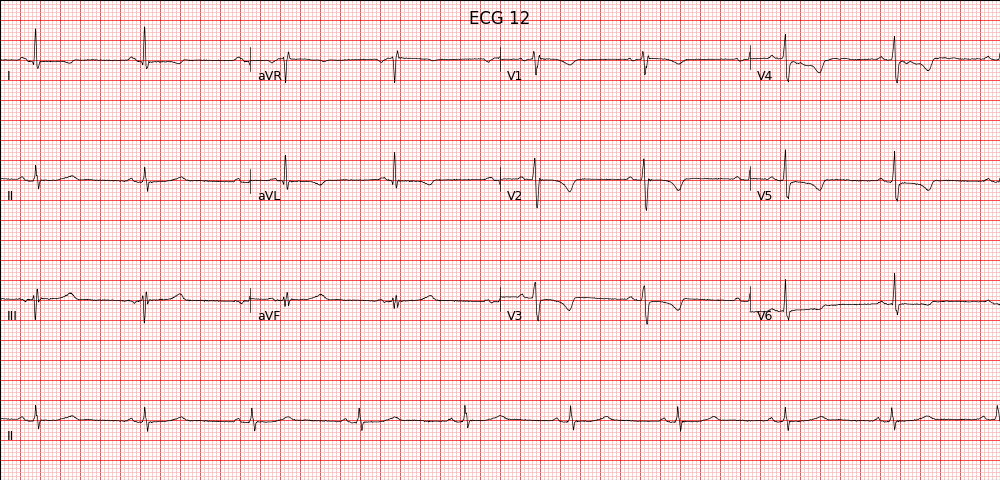 ECG 12
I aVR V1 V4
II aVL V2 V5
III aVF V3 V6
II